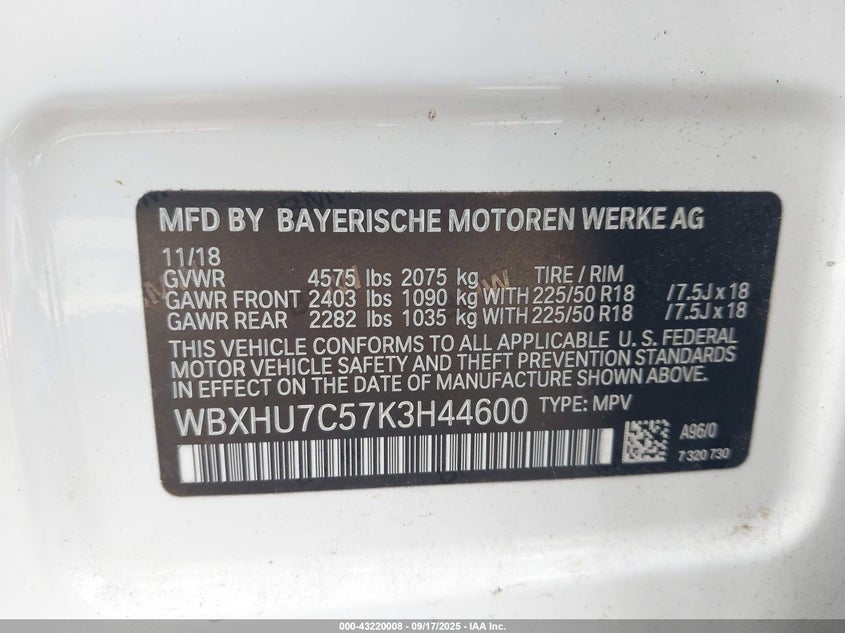 MFD BY BAYERISCHE MOTOREN WERKE AG
11/18
GVWR 4575 lbs 2075 kg TIRE / RIM
GAWR FRONT 2403 lbs 1090 kg WITH 225/50 R18 /7.5J x 18
GAWR REAR 2282 lbs 1035 kg WITH 225/50 R18 /7.5J x 18
THIS VEHICLE CONFORMS TO ALL APPLICABLE U. S. FEDERAL
MOTOR VEHICLE SAFETY AND THEFT PREVENTION STANDARDS
IN EFFECT ON THE DATE OF MANUFACTURE SHOWN ABOVE.
WBXHU7C57K3H44600 TYPE: MPV
A96/0
7 320 730
000-43220008 - 09/17/2025 - IAA Inc.